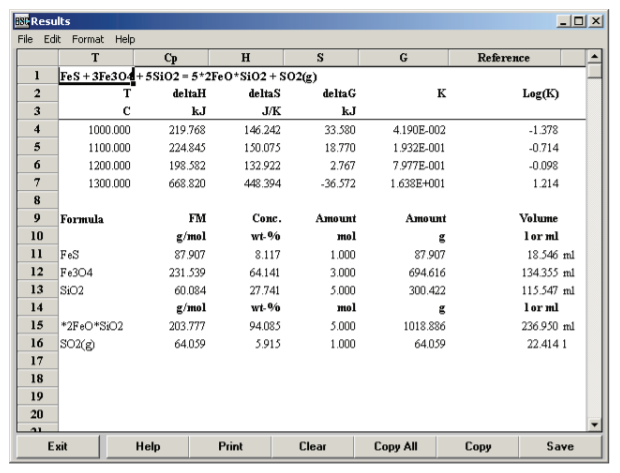 HSC Results
File Edit Format Help
T Cp H S G Reference
1 FeS + 3Fe3O4 + 5SiO2 = 5*2FeO*SiO2 + SO2(g)
2 T deltaH deltaS deltaG K Log(K)
3 C kJ J/K kJ
4 1000.000 219.768 146.242 33.580 4.190E-002 -1.378
5 1100.000 224.845 150.075 18.770 1.932E-001 -0.714
6 1200.000 198.582 132.922 2.767 7.977E-001 -0.098
7 1300.000 668.820 448.394 -36.572 1.638E+001 1.214
8
9 Formula FM Conc. Amount Amount Volume
10 g/mol wt-% mol g l or ml
11 FeS 87.907 8.117 1.000 87.907 18.546 ml
12 Fe3O4 231.539 64.141 3.000 694.616 134.355 ml
13 SiO2 60.084 27.741 5.000 300.422 115.547 ml
14 g/mol wt-% mol g l or ml
15 *2FeO*SiO2 203.777 94.085 5.000 1018.886 236.950 ml
16 SO2(g) 64.059 5.915 1.000 64.059 22.414 l
17
18
19
20
21
Exit Help Print Clear Copy All Copy Save